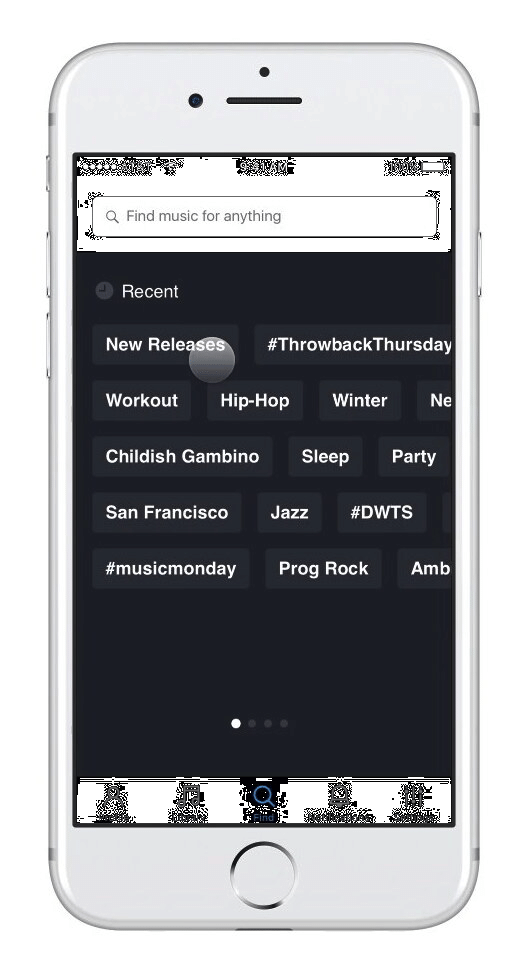 Find music for anything
Recent
New Releases #ThrowbackThursday
Workout Hip-Hop Winter Ne
Childish Gambino Sleep Party
San Francisco Jazz #DWTS
#musicmonday Prog Rock Amb
Find